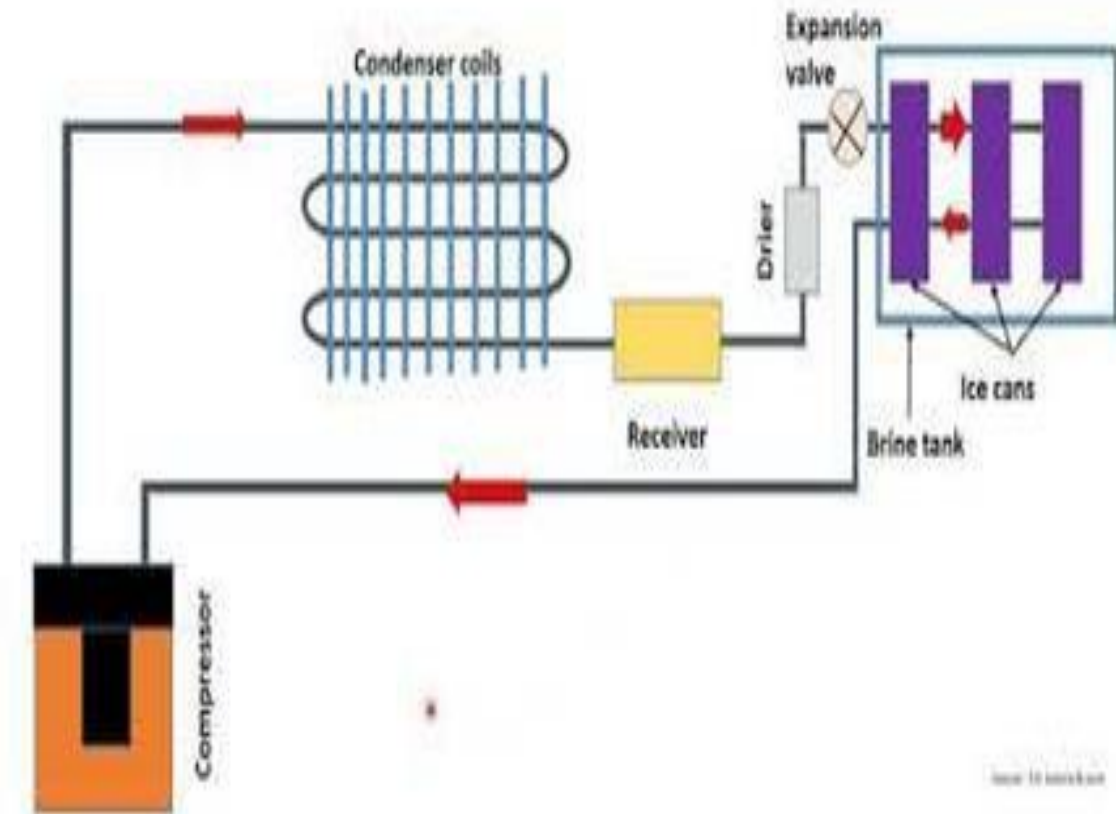 Expansion
valve
Condenser coils
Drier
Ice cans
Receiver
Brine tank
Compressor